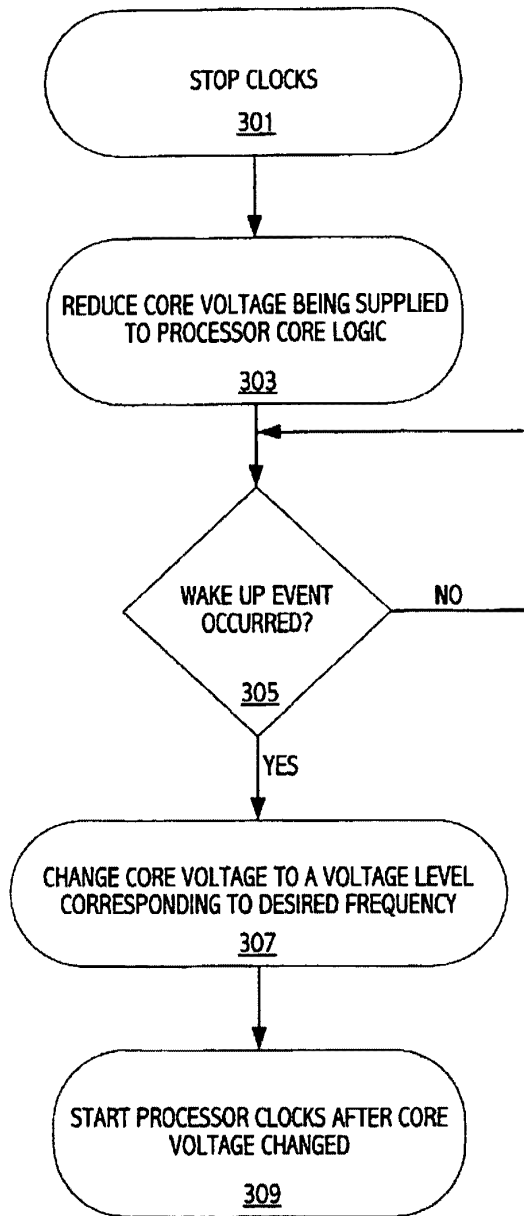 STOP CLOCKS
301
REDUCE CORE VOLTAGE BEING SUPPLIED
TO PROCESSOR CORE LOGIC
303
WAKE UP EVENT
OCCURRED?
NO
305
YES
CHANGE CORE VOLTAGE TO A VOLTAGE LEVEL
CORRESPONDING TO DESIRED FREQUENCY
307
START PROCESSOR CLOCKS AFTER CORE
VOLTAGE CHANGED
309